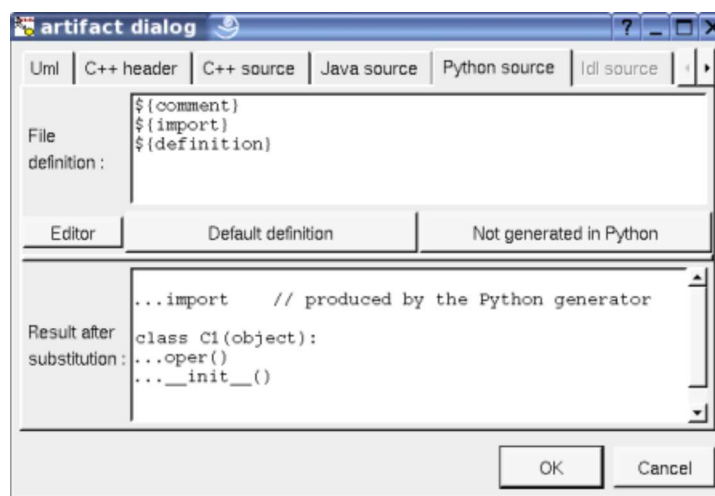 artifact dialog
Uml C++ header C++ source Java source Python source Idl source
File
definition :
${comment}
${import}
${definition}
Editor Default definition Not generated in Python
Result after
substitution :
...import // produced by the Python generator
class C1(object):
...oper()
...__init__()
OK Cancel